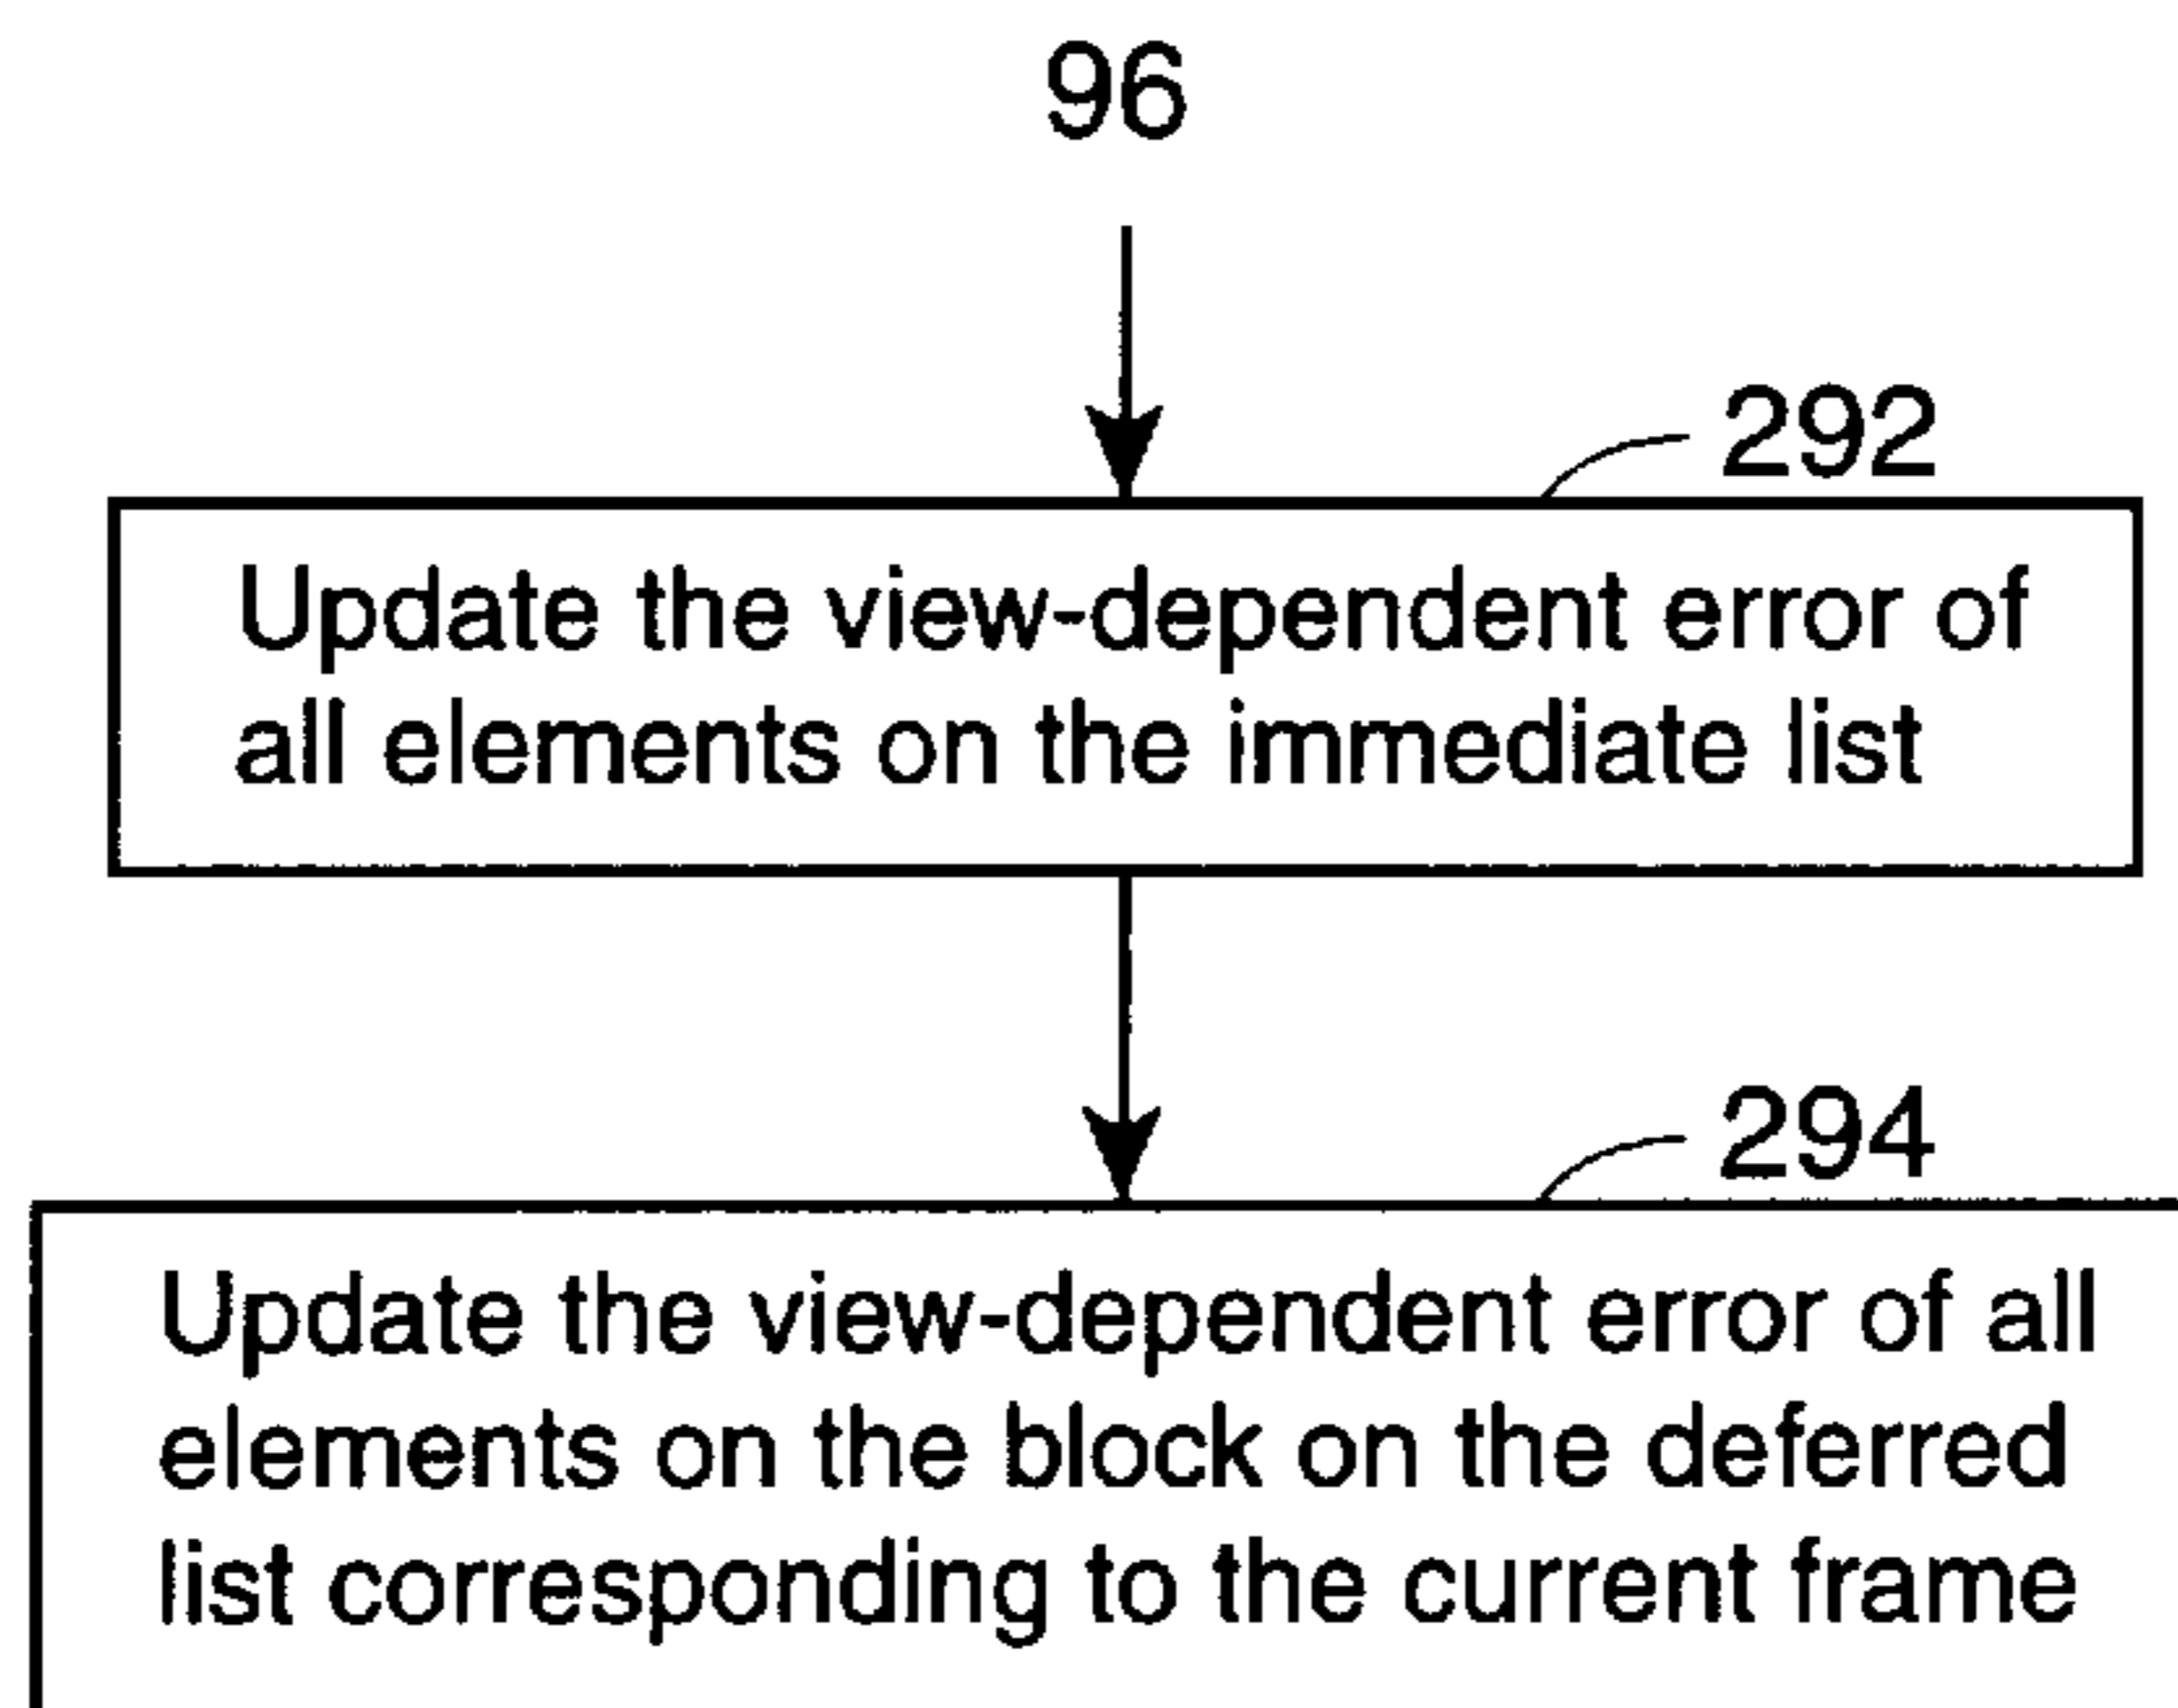 96
292
Update the view-dependent error of
all elements on the immediate list
294
Update the view-dependent error of all
elements on the block on the deferred
list corresponding to the current frame